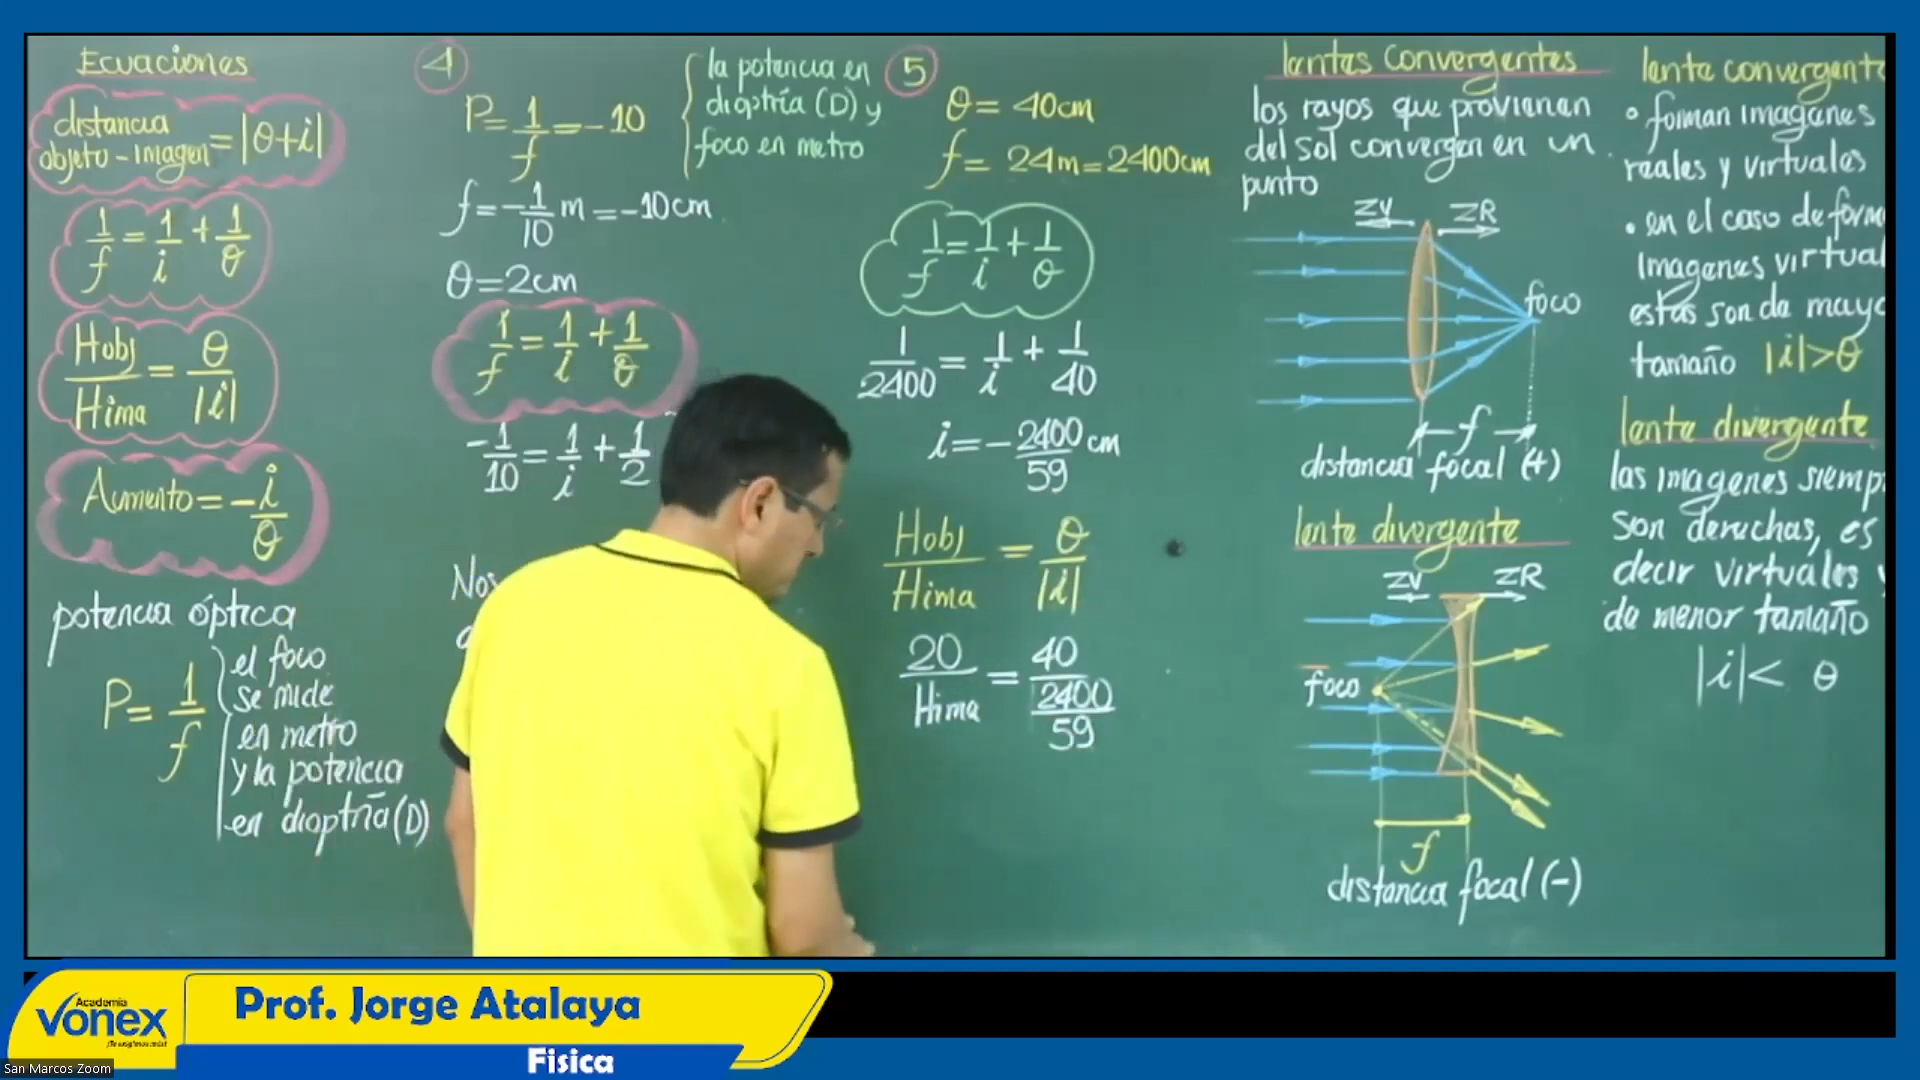 Ecuaciones
distancia
objeto - imagen = |θ+i|
1/f = 1/i + 1/θ
Hobj/Hima = θ/|i|
Aumento = - i/θ
potencia óptica
P = 1/f
el foco
se mide
en metro
y la potencia
en dioptría (D)
4
P = 1/f = -10
la potencia en
dioptría (D) y
foco en metro
f = -1/10 m = -10cm
θ = 2cm
1/f = 1/i + 1/θ
-1/10 = 1/i + 1/2
Nos
5
θ = 40cm
f = 24m = 2400cm
1/f = 1/i + 1/θ
1/2400 = 1/i + 1/40
i = - 2400/59 cm
Hobj/Hima = θ/|i|
20/Hima = 40/(2400/59)
lentes convergentes
los rayos que provienen
del sol convergen en un
punto
ZV ZR
foco
f
distancia focal (+)
lente divergente
ZV ZR
foco
f
distancia focal (-)
lente convergente
• forman imagenes
reales y virtuales
• en el caso de form
imagenes virtual
estas son de mayo
tamaño |i|>θ
lente divergente
las imagenes siemp
son derechas, es
decir virtuales y
de menor tamaño
|i| < θ
Academia
Vonex
Prof. Jorge Atalaya
Fisica
San Marcos Zoom